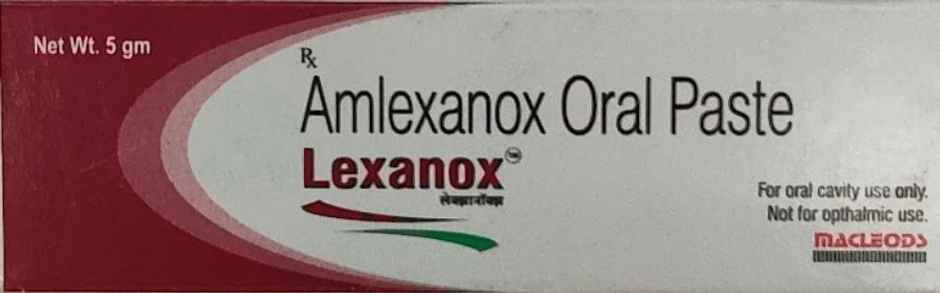 Net Wt. 5 gm
Rx
Amlexanox Oral Paste
Lexanox
लेक्झानॉक्झ
For oral cavity use only.
Not for opthalmic use.
MACLEODS